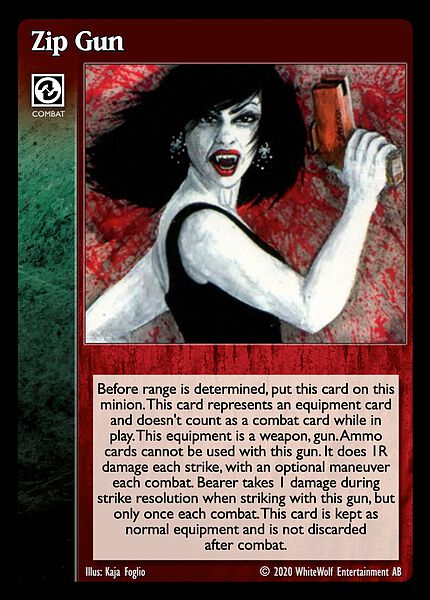 Zip Gun
COMBAT
Before range is determined, put this card on this
minion. This card represents an equipment card
and doesn't count as a combat card while in
play. This equipment is a weapon, gun. Ammo
cards cannot be used with this gun. It does 1R
damage each strike, with an optional maneuver
each combat. Bearer takes 1 damage during
strike resolution when striking with this gun, but
only once each combat. This card is kept as
normal equipment and is not discarded
after combat.
Illus: Kaja Foglio © 2020 WhiteWolf Entertainment AB